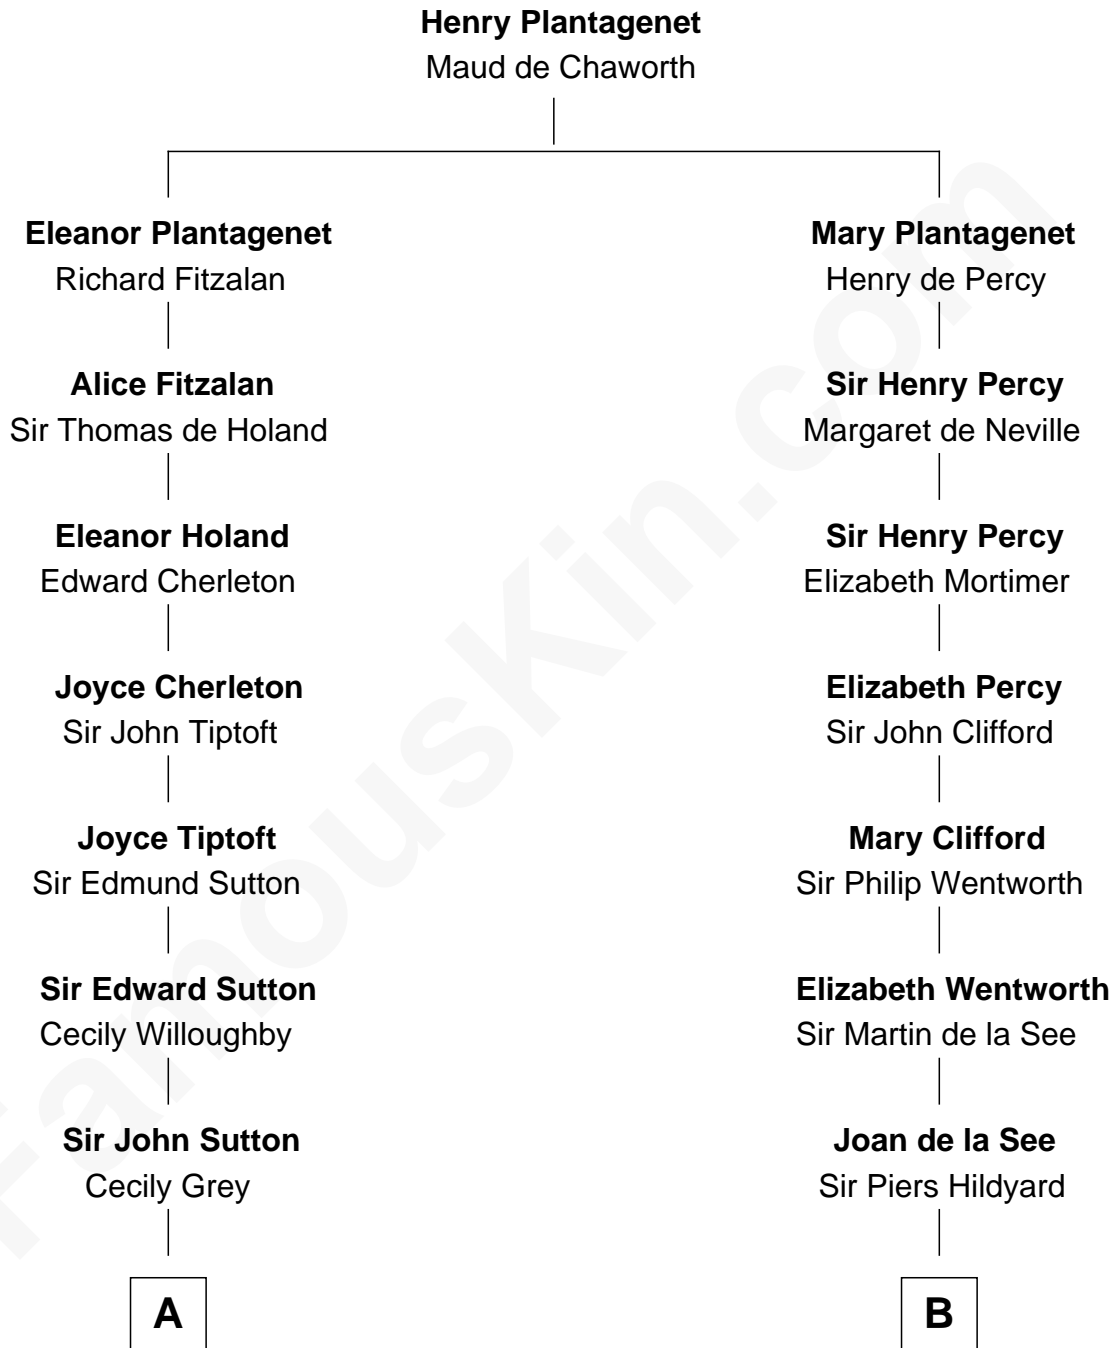 Henry Plantagenet
Maud de Chaworth
Eleanor Plantagenet
Richard Fitzalan
Mary Plantagenet
Henry de Percy
Alice Fitzalan
Sir Thomas de Holand
Sir Henry Percy
Margaret de Neville
Eleanor Holand
Edward Cherleton
Sir Henry Percy
Elizabeth Mortimer
Joyce Cherleton
Sir John Tiptoft
Elizabeth Percy
Sir John Clifford
Joyce Tiptoft
Sir Edmund Sutton
Mary Clifford
Sir Philip Wentworth
Sir Edward Sutton
Cecily Willoughby
Elizabeth Wentworth
Sir Martin de la See
Sir John Sutton
Cecily Grey
Joan de la See
Sir Piers Hildyard
A
B
FamousKin.com